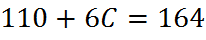 110 + 6𝐶 = 164